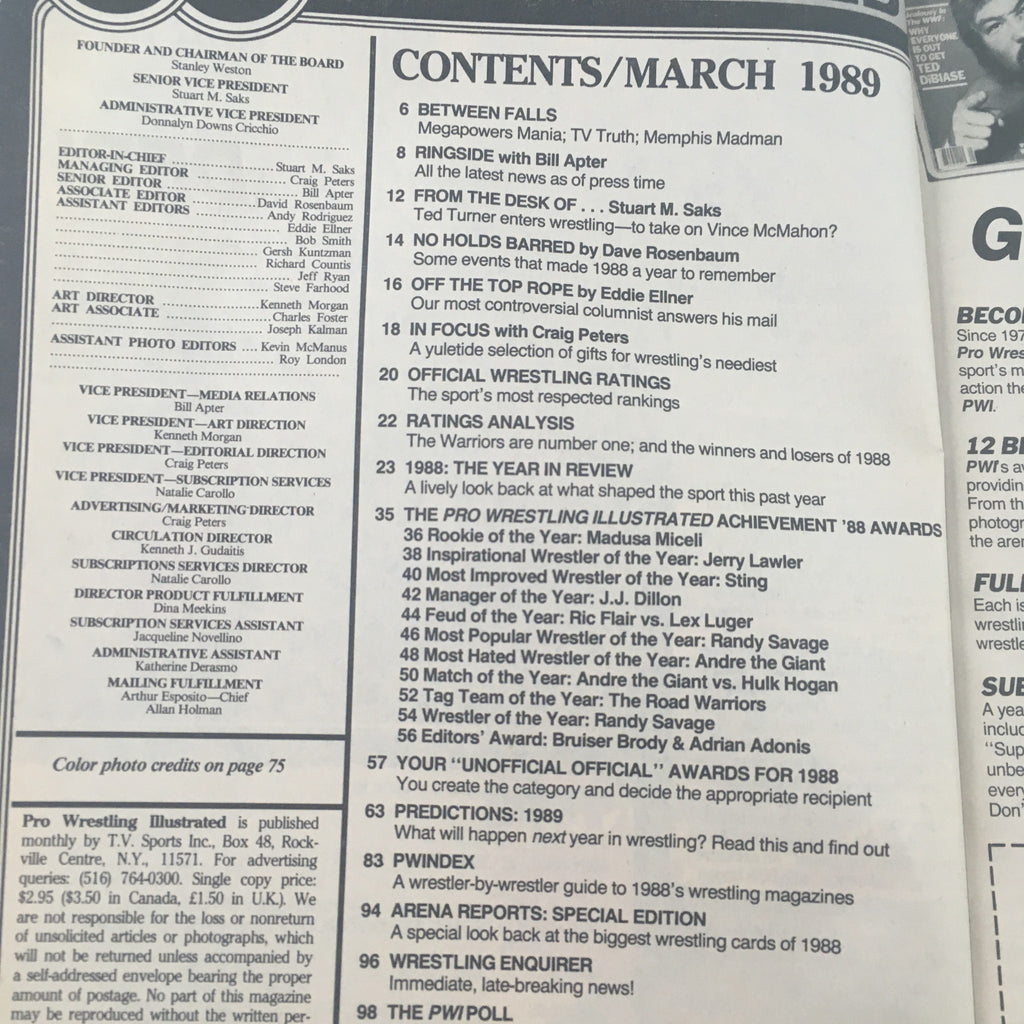 FOUNDER AND CHAIRMAN OF THE BOARD
Stanley Weston
SENIOR VICE PRESIDENT
Stuart M. Saks
ADMINISTRATIVE VICE PRESIDENT
Donnalyn Downs Cricchio
EDITOR-IN-CHIEF ........ Stuart M. Saks
MANAGING EDITOR ........ Craig Peters
SENIOR EDITOR ........ Bill Apter
ASSOCIATE EDITOR ........ David Rosenbaum
ASSISTANT EDITORS ........ Andy Rodriguez
Eddie Ellner
Bob Smith
Gersh Kuntzman
Richard Countis
Jeff Ryan
Steve Farhood
ART DIRECTOR ........ Kenneth Morgan
ART ASSOCIATE ........ Charles Foster
Joseph Kalman
ASSISTANT PHOTO EDITORS .... Kevin McManus
Roy London
VICE PRESIDENT—MEDIA RELATIONS
Bill Apter
VICE PRESIDENT—ART DIRECTION
Kenneth Morgan
VICE PRESIDENT—EDITORIAL DIRECTION
Craig Peters
VICE PRESIDENT—SUBSCRIPTION SERVICES
Natalie Carollo
ADVERTISING/MARKETING DIRECTOR
Craig Peters
CIRCULATION DIRECTOR
Kenneth J. Gudaitis
SUBSCRIPTIONS SERVICES DIRECTOR
Natalie Carollo
DIRECTOR PRODUCT FULFILLMENT
Dina Meekins
SUBSCRIPTION SERVICES ASSISTANT
Jacqueline Novellino
ADMINISTRATIVE ASSISTANT
Katherine Derasmo
MAILING FULFILLMENT
Arthur Esposito—Chief
Allan Holman
Color photo credits on page 75
Pro Wrestling Illustrated is published
monthly by T.V. Sports Inc., Box 48, Rock-
ville Centre, N.Y., 11571. For advertising
queries: (516) 764-0300. Single copy price:
$2.95 ($3.50 in Canada, £1.50 in U.K.). We
are not responsible for the loss or nonreturn
of unsolicited articles or photographs, which
will not be returned unless accompanied by
a self-addressed envelope bearing the proper
amount of postage. No part of this magazine
may be reproduced without the written per-
CONTENTS/MARCH 1989
6 BETWEEN FALLS
Megapowers Mania; TV Truth; Memphis Madman
8 RINGSIDE with Bill Apter
All the latest news as of press time
12 FROM THE DESK OF . . . Stuart M. Saks
Ted Turner enters wrestling—to take on Vince McMahon?
14 NO HOLDS BARRED by Dave Rosenbaum
Some events that made 1988 a year to remember
16 OFF THE TOP ROPE by Eddie Ellner
Our most controversial columnist answers his mail
18 IN FOCUS with Craig Peters
A yuletide selection of gifts for wrestling's neediest
20 OFFICIAL WRESTLING RATINGS
The sport's most respected rankings
22 RATINGS ANALYSIS
The Warriors are number one; and the winners and losers of 1988
23 1988: THE YEAR IN REVIEW
A lively look back at what shaped the sport this past year
35 THE PRO WRESTLING ILLUSTRATED ACHIEVEMENT '88 AWARDS
36 Rookie of the Year: Madusa Miceli
38 Inspirational Wrestler of the Year: Jerry Lawler
40 Most Improved Wrestler of the Year: Sting
42 Manager of the Year: J.J. Dillon
44 Feud of the Year: Ric Flair vs. Lex Luger
46 Most Popular Wrestler of the Year: Randy Savage
48 Most Hated Wrestler of the Year: Andre the Giant
50 Match of the Year: Andre the Giant vs. Hulk Hogan
52 Tag Team of the Year: The Road Warriors
54 Wrestler of the Year: Randy Savage
56 Editors' Award: Bruiser Brody & Adrian Adonis
57 YOUR "UNOFFICIAL OFFICIAL" AWARDS FOR 1988
You create the category and decide the appropriate recipient
63 PREDICTIONS: 1989
What will happen next year in wrestling? Read this and find out
83 PWINDEX
A wrestler-by-wrestler guide to 1988's wrestling magazines
94 ARENA REPORTS: SPECIAL EDITION
A special look back at the biggest wrestling cards of 1988
96 WRESTLING ENQUIRER
Immediate, late-breaking news!
98 THE PWI POLL
Jealousy In
The WWF:
WHY
EVERYONE
IS OUT
TO GET
TED
DiBIASE
G
BECO
Since 197
Pro Wres
sport's m
action the
PWI.
12 BI
PWI's a
providin
From th
photogr
the aren
FULL
Each is
wrestli
wrestle
SUB
A yea
includ
"Sup
unbe
every
Don'